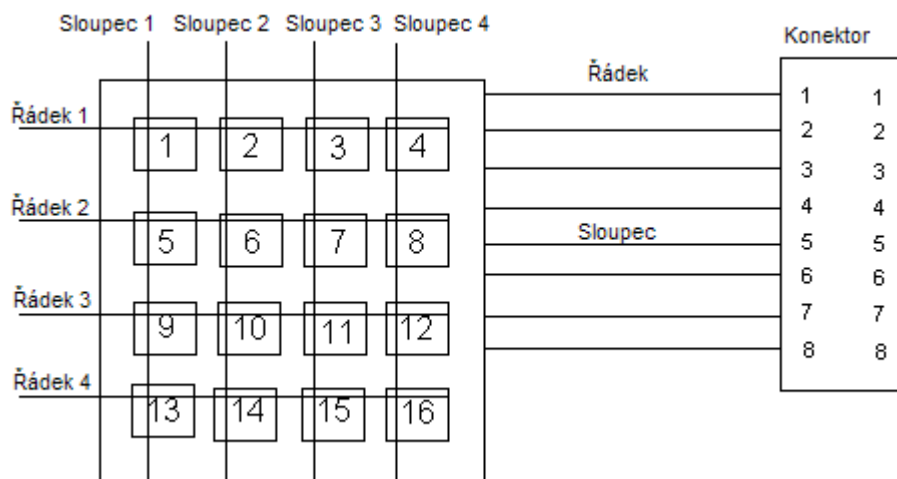 Sloupec 1 Sloupec 2 Sloupec 3 Sloupec 4
Konektor
Řádek
Řádek 1
1 2 3 4
Řádek 2
5 6 7 8
Sloupec
Řádek 3
9 10 11 12
Řádek 4
13 14 15 16
1 1
2 2
3 3
4 4
5 5
6 6
7 7
8 8